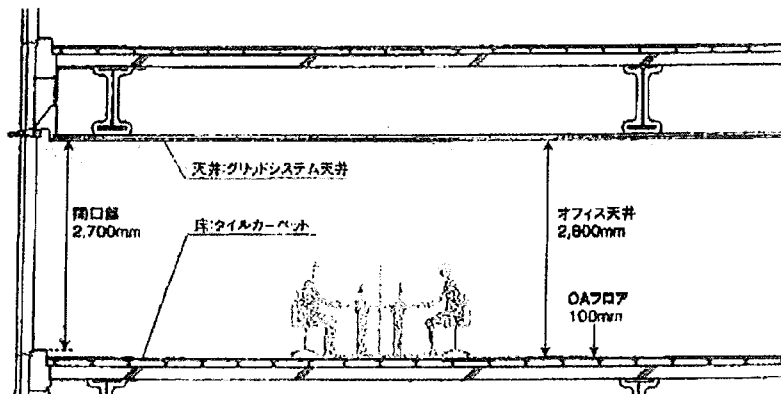 天井:グリッドシステム天井
開口部
2,700mm
床:タイルカーペット
オフィス天井
2,800mm
OAフロア
100mm